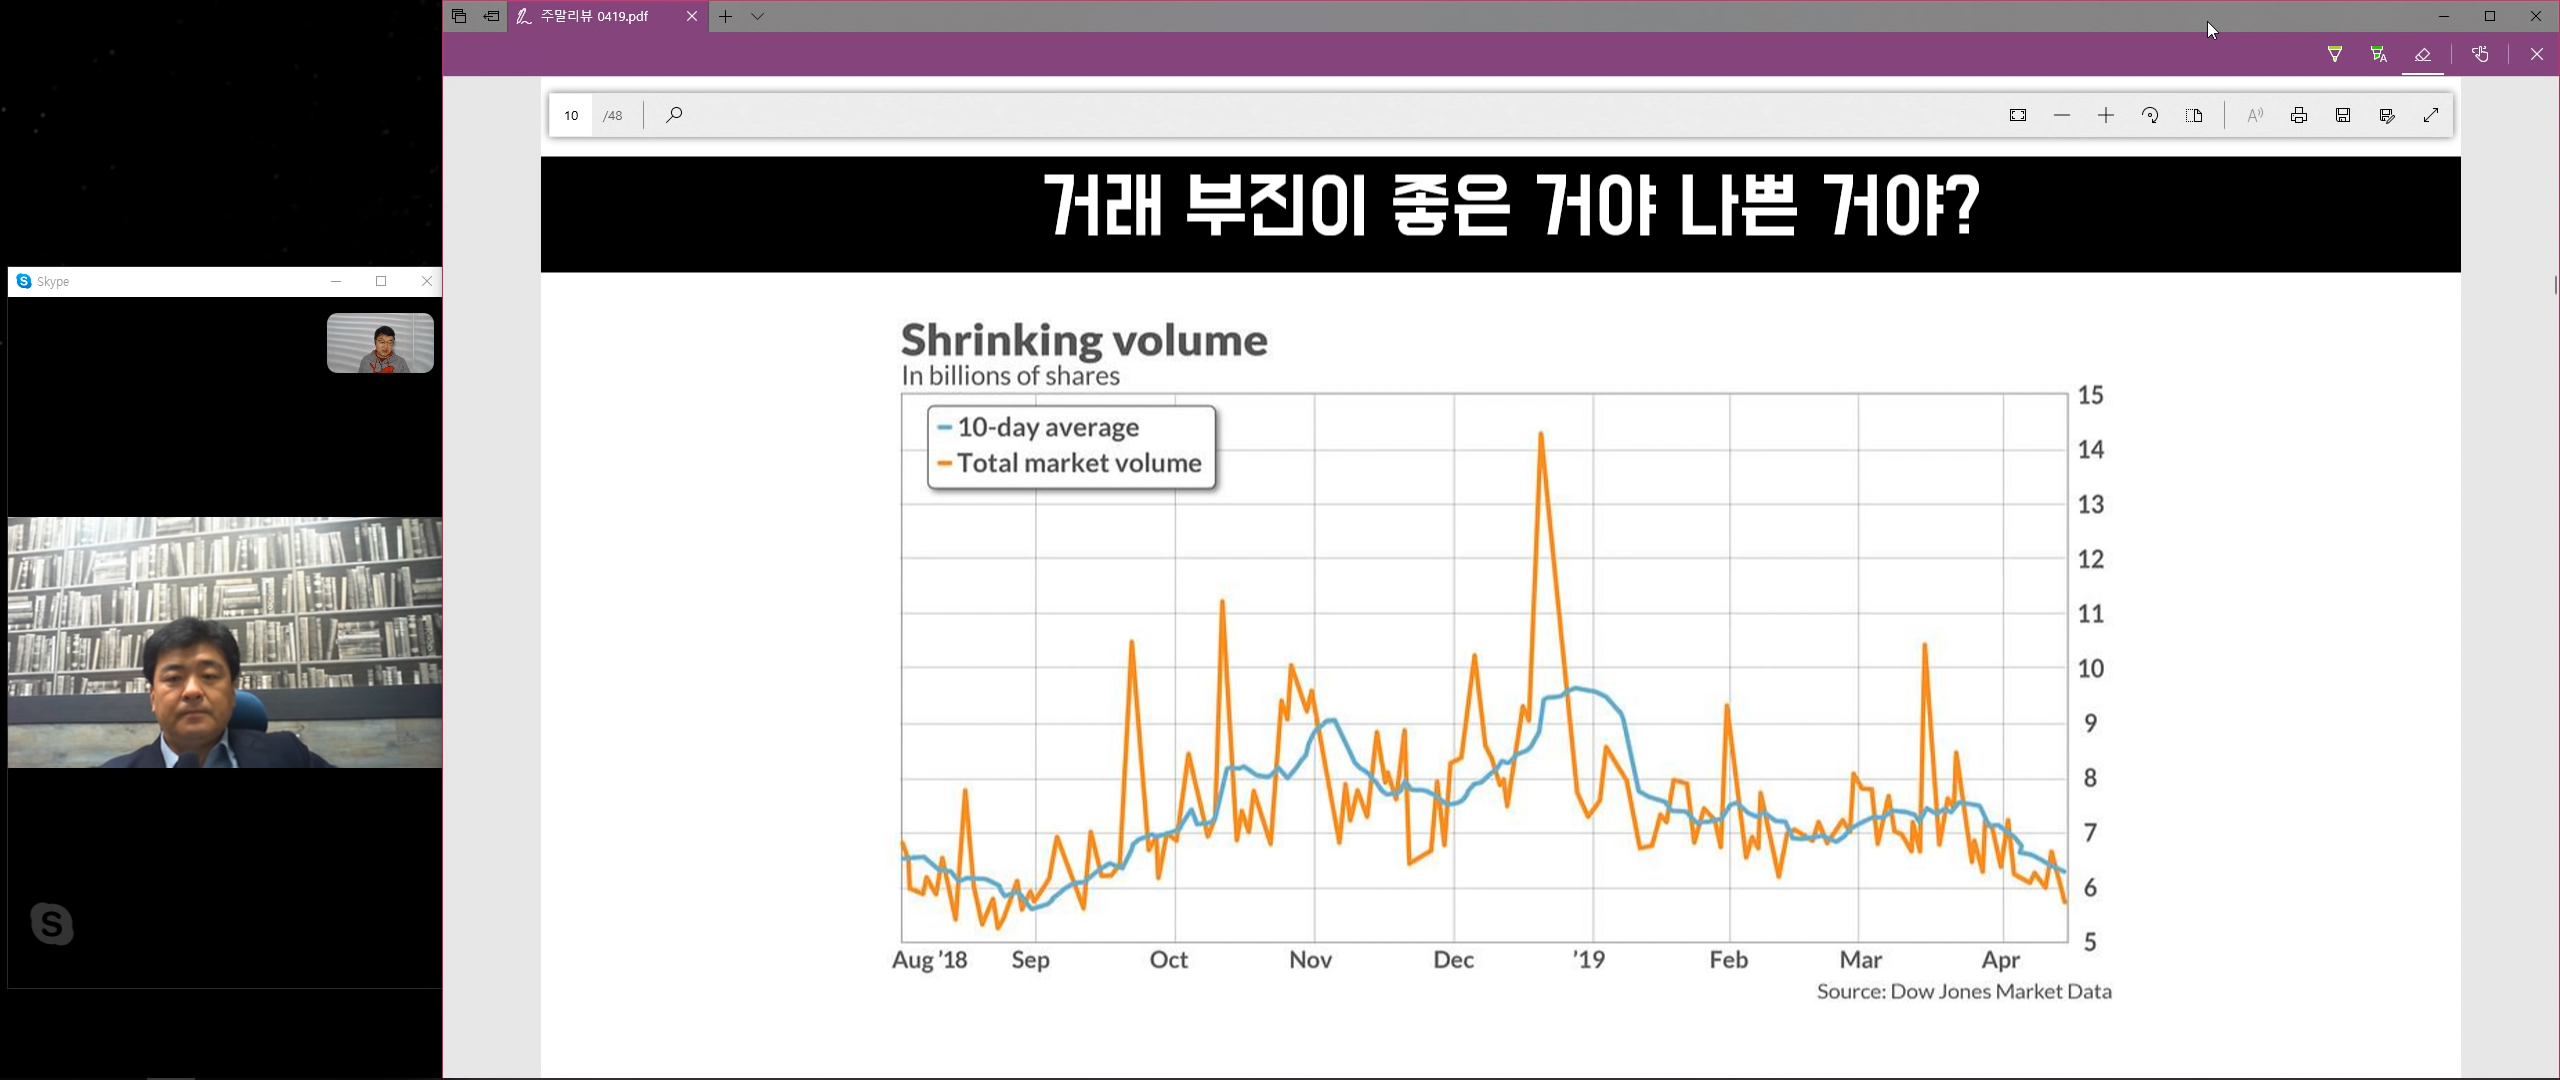 주말리뷰 0419.pdf
10 /48
Skype
거래 부진이 좋은 거야 나쁜 거야?
Shrinking volume
In billions of shares
10-day average
Total market volume
15
14
13
12
11
10
9
8
7
6
5
Aug '18 Sep Oct Nov Dec '19 Feb Mar Apr
Source: Dow Jones Market Data